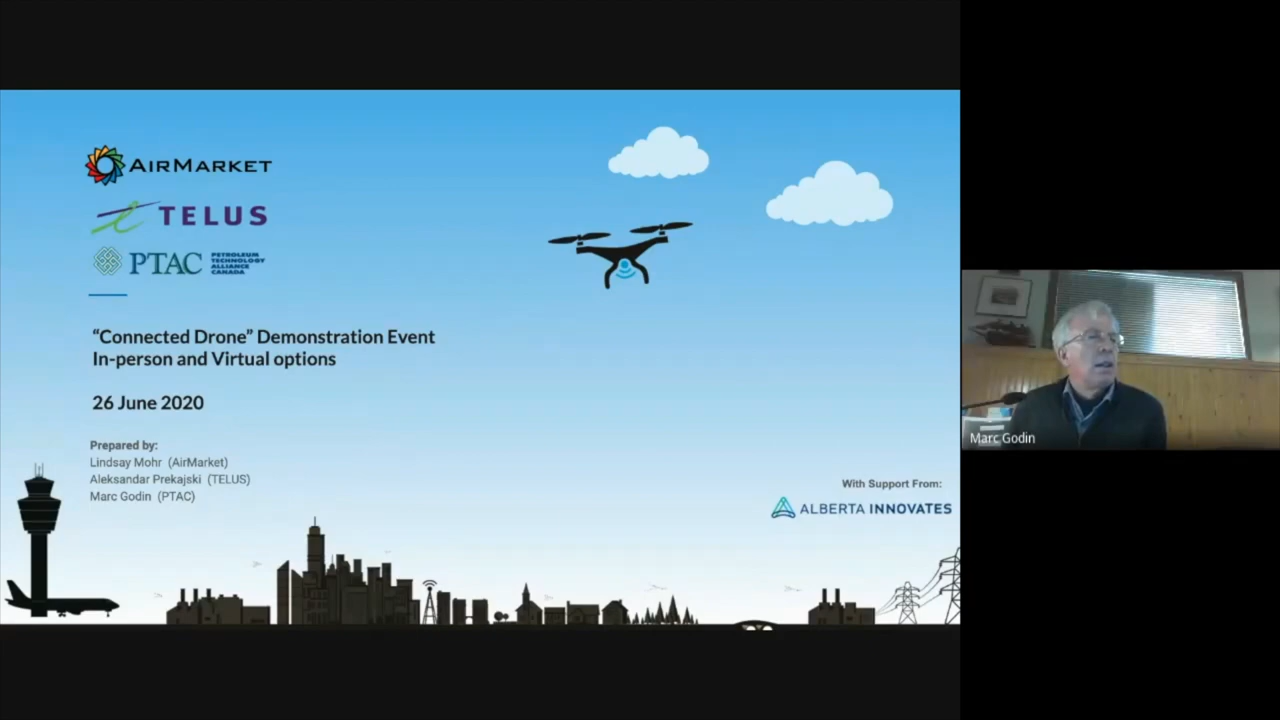 AIRMARKET
TELUS
PTAC
PETROLEUM
TECHNOLOGY
ALLIANCE
CANADA
“Connected Drone” Demonstration Event
In-person and Virtual options
26 June 2020
Prepared by:
Lindsay Mohr (AirMarket)
Aleksandar Prekajski (TELUS)
Marc Godin (PTAC)
With Support From:
ALBERTA INNOVATES
Marc Godin